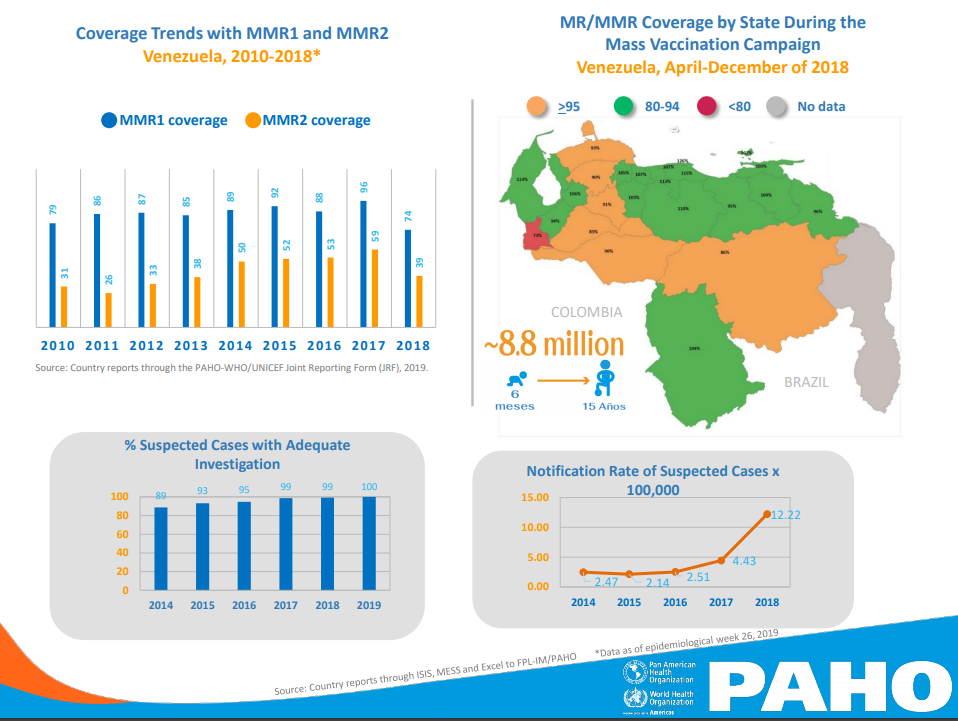 Coverage Trends with MMR1 and MMR2
Venezuela, 2010-2018*
MMR1 coverage MMR2 coverage
79 31 86 26 87 33 85 38 89 50 92 52 88 53 96 59 74 39
2010 2011 2012 2013 2014 2015 2016 2017 2018
Source: Country reports through the PAHO-WHO/UNICEF Joint Reporting Form (JRF), 2019.
MR/MMR Coverage by State During the
Mass Vaccination Campaign
Venezuela, April-December of 2018
>95 80-94 <80 No data
COLOMBIA
~8.8 million
6
meses
15 Años
BRAZIL
% Suspected Cases with Adequate
Investigation
89 93 95 99 99 100
100
80
60
40
20
0
2014 2015 2016 2017 2018 2019
Notification Rate of Suspected Cases x
100,000
15.00
10.00
5.00
0.00
2.47 2.14 2.51 4.43 12.22
2014 2015 2016 2017 2018
Source: Country reports through ISIS, MESS and Excel to FPL-IM/PAHO *Data as of epidemiological week 26, 2019
Pan American
Health
Organization
World Health
Organization
Americas
PAHO